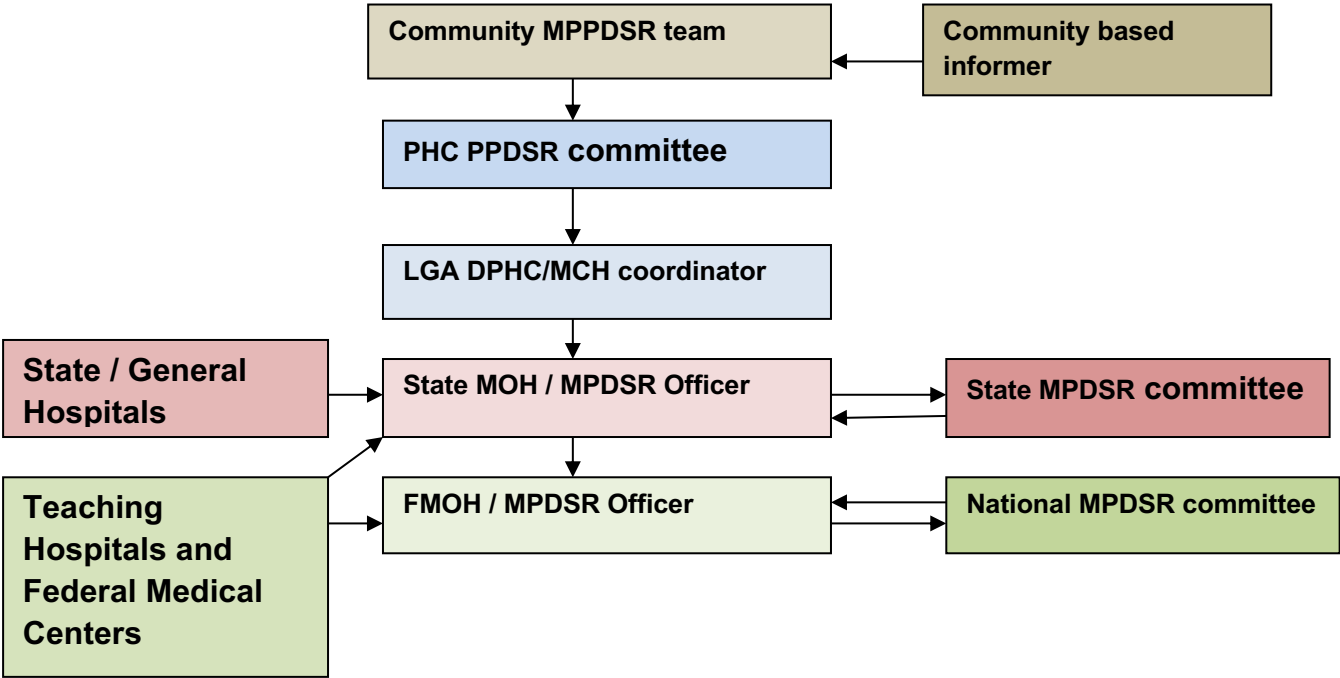 Community MPPDSR team
Community based
informer
PHC PPDSR committee
LGA DPHC/MCH coordinator
State / General
Hospitals
State MOH / MPDSR Officer
State MPDSR committee
Teaching
Hospitals and
Federal Medical
Centers
FMOH / MPDSR Officer
National MPDSR committee